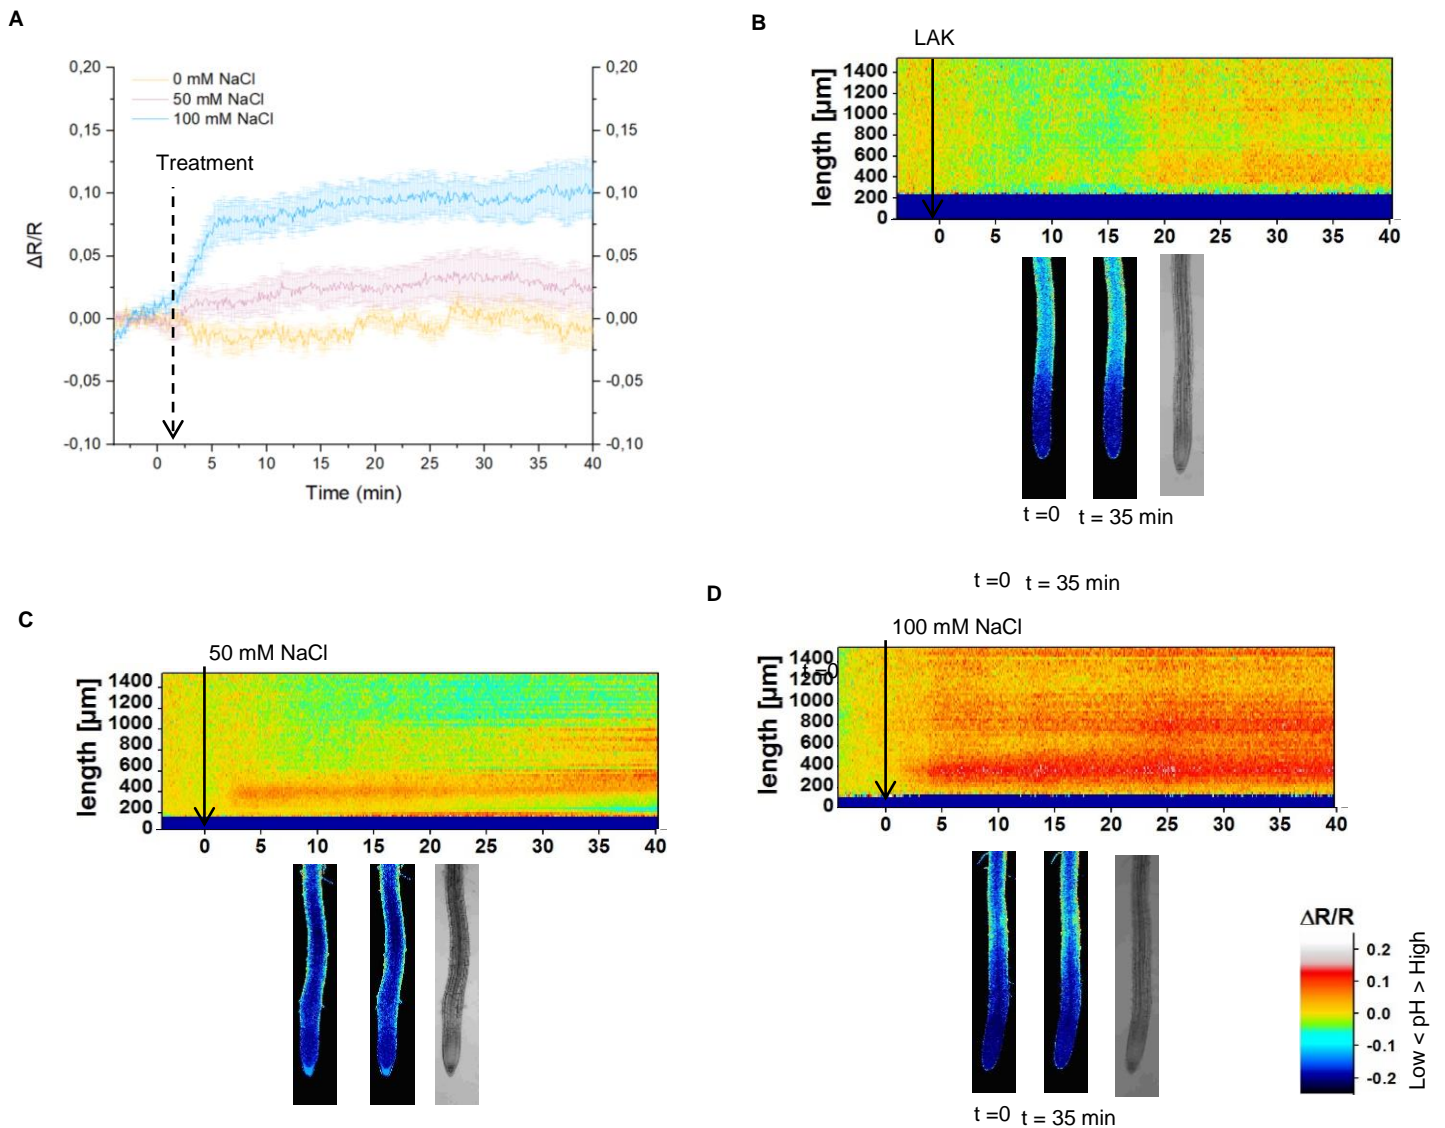 A
0,20
0,15
0,10
0,05
0,00
-0,05
-0,10
0,20
0,15
0,10
0,05
0,00
-0,05
-0,10
0 mM NaCl
50 mM NaCl
100 mM NaCl
Treatment
ΔR/R
0 5 10 15 20 25 30 35 40
Time (min)
B
LAK
length [µm]
1400
1200
1000
800
600
400
200
0
0 5 10 15 20 25 30 35 40
t =0 t = 35 min
t =0 t = 35 min
C
50 mM NaCl
length [µm]
1400
1200
1000
800
600
400
200
0
0 5 10 15 20 25 30 35 40
D
100 mM NaCl
t =0
length [µm]
1400
1200
1000
800
600
400
200
0
0 5 10 15 20 25 30 35 40
t =0 t = 35 min
ΔR/R
0.2
0.1
0.0
-0.1
-0.2
Low < pH > High